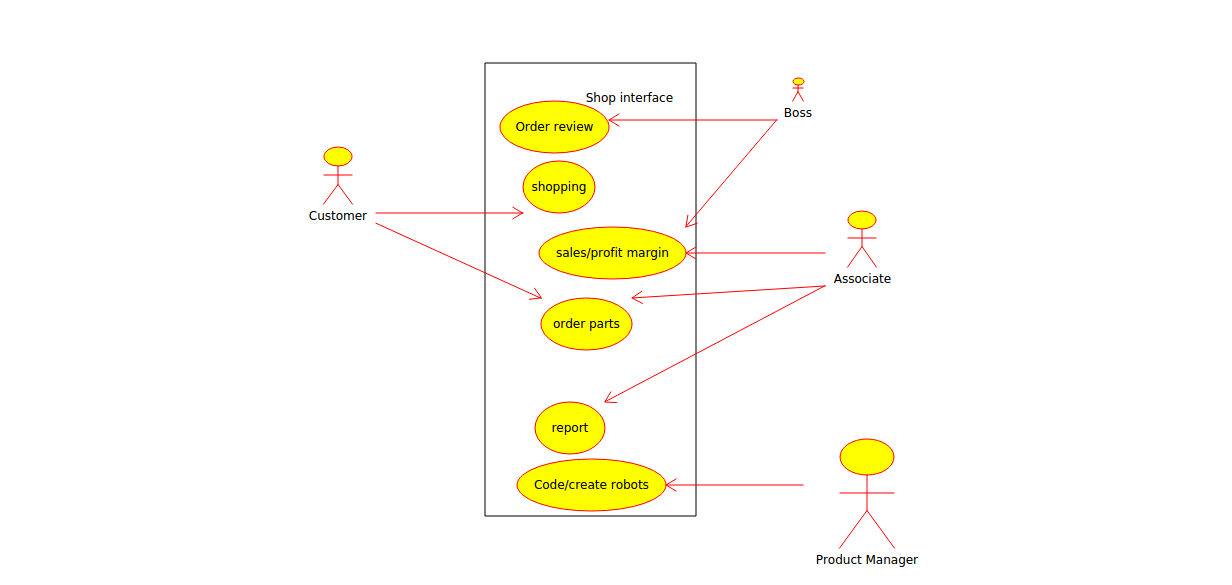 Shop interface
Boss
Order review
shopping
Customer
sales/profit margin
Associate
order parts
report
Code/create robots
Product Manager